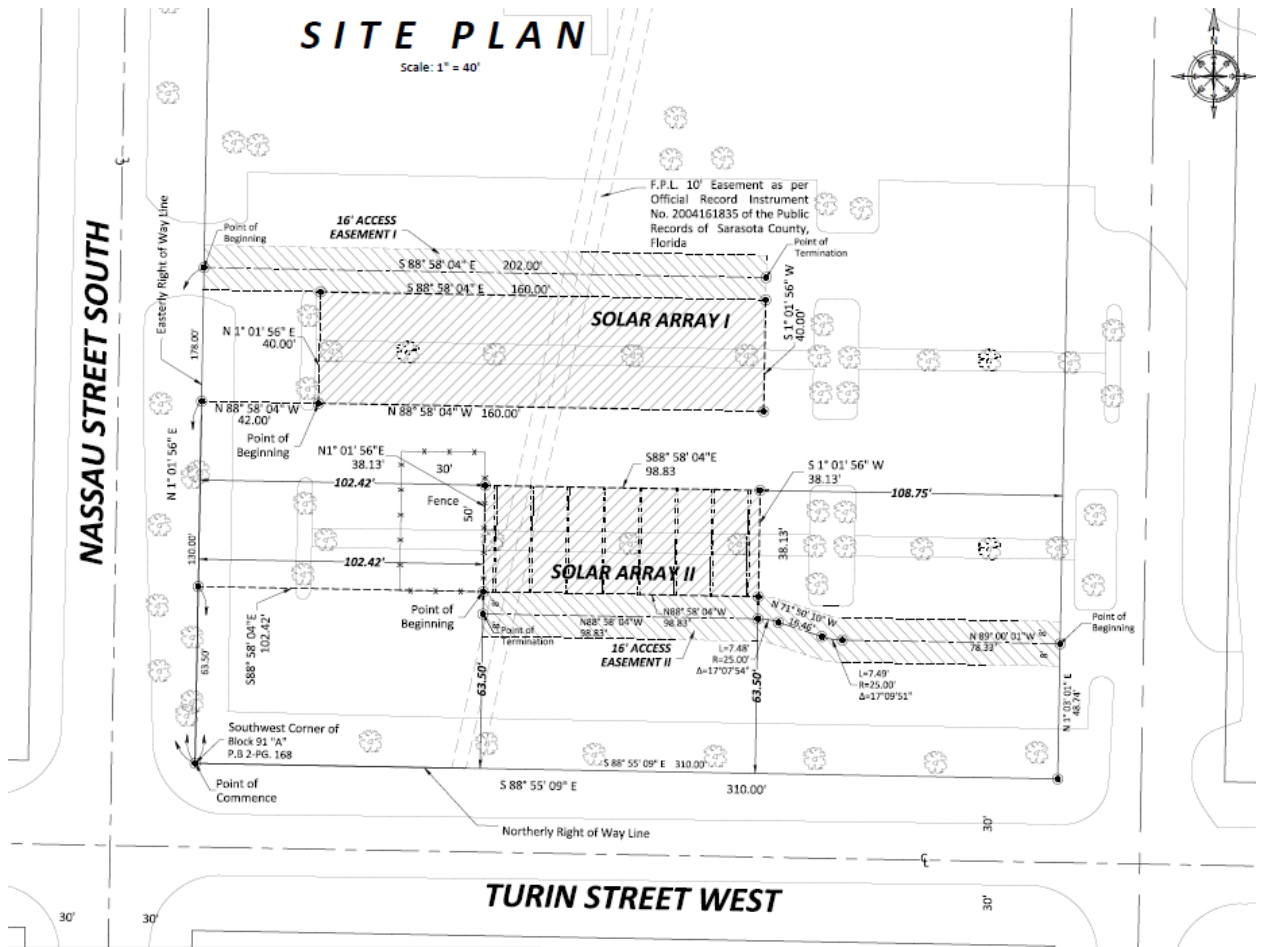 SITE PLAN
Scale: 1" = 40'
N
℄
F.P.L. 10' Easement as per
Official Record Instrument
No. 2004161835 of the Public
Records of Sarasota County,
Florida
Easterly Right of Way Line
NASSAU STREET SOUTH
16' ACCESS
EASEMENT I
Point of
Beginning
Point of
Termination
S 88° 58' 04" E 202.00'
S 88° 58' 04" E 160.00'
SOLAR ARRAY I
S 1° 01' 56" W
40.00'
N 1° 01' 56" E
40.00'
178.00'
N 88° 58' 04" W
42.00'
N 88° 58' 04" W 160.00'
Point of
Beginning
N 1° 01' 56" E
N1° 01' 56"E
38.13'
30'
S88° 58' 04"E
98.83
S 1° 01' 56" W
38.13'
102.42'
108.75'
Fence
50'
130.00'
38.13'
102.42'
SOLAR ARRAY II
S88° 58' 04"E
102.42'
Point of
Beginning
8'
N88° 58' 04"W
98.83'
N88° 58' 04"W
98.83'
N 71° 50' 10" W
16.46'
Point of
Beginning
8'
Point of
Termination
16' ACCESS
EASEMENT II
N 89° 00' 01"W
78.33'
8'
8'
L=7.48'
R=25.00'
Δ=17°07'54"
L=7.49'
R=25.00'
Δ=17°09'51"
63.50'
63.50'
63.50'
N 1° 03' 01" E
48.74'
Southwest Corner of
Block 91 "A"
P.B 2-PG. 168
Point of
Commence
S 88° 55' 09" E 310.00'
S 88° 55' 09" E 310.00'
Northerly Right of Way Line
30'
℄
TURIN STREET WEST
30'
30'
30'